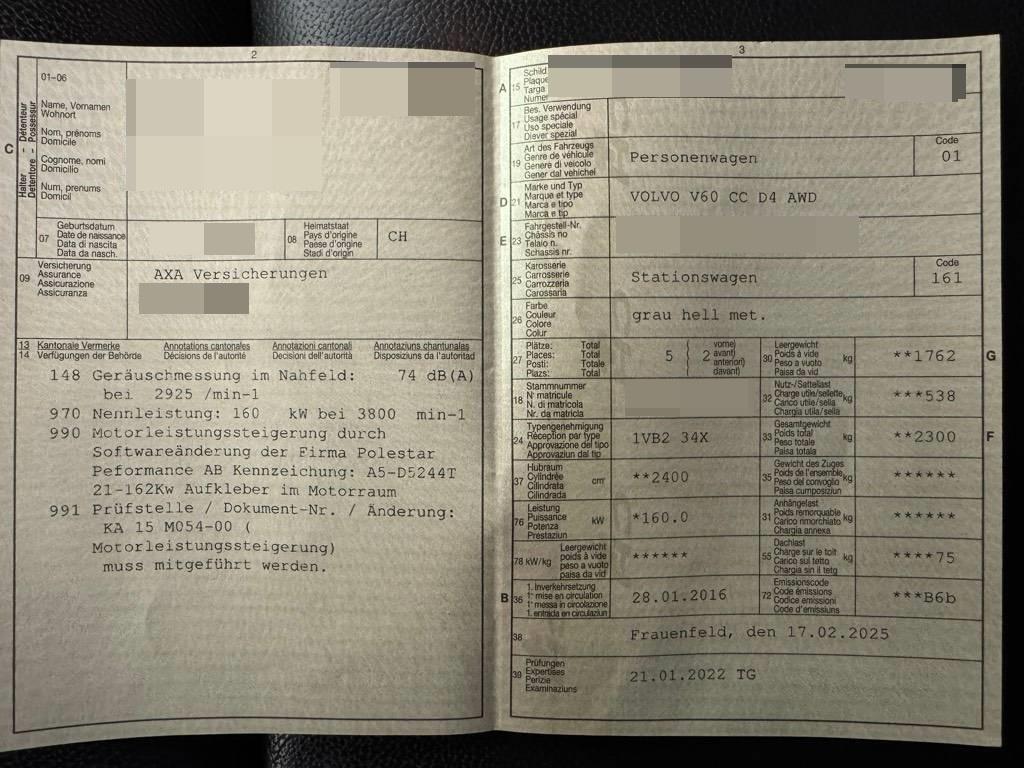 2
01-06
Name, Vornamen
Wohnort
Nom, prénoms
Domicile
Cognome, nomi
Domicilio
Num, prenums
Domicil
C
Halter - Détenteur
Detentore - Possessur
07
Geburtsdatum
Date de naissance
Data di nascita
Data da nasch.
08
Heimatstaat
Pays d'origine
Paese d'origine
Stadi d'origin
CH
09
Versicherung
Assurance
Assicurazione
Assicuranza
AXA Versicherungen
13 Kantonale Vermerke Annotations cantonales Annotazioni cantonali Annotaziuns chantunalas
14 Verfügungen der Behörde Décisions de l'autorité Decisioni dell'autorità Disposiziuns da l'autoritad
148 Geräuschmessung im Nahfeld: 74 dB(A)
bei 2925 /min-1
970 Nennleistung: 160 kW bei 3800 min-1
990 Motorleistungssteigerung durch
Softwareänderung der Firma Polestar
Peformance AB Kennzeichung: A5-D5244T
21-162Kw Aufkleber im Motorraum
991 Prüfstelle / Dokument-Nr. / Änderung:
KA 15 M054-00 (
Motorleistungssteigerung)
muss mitgeführt werden.
3
A 15
Schild
Plaque
Targa
Numer
17
Bes. Verwendung
Usage spécial
Uso speciale
Diever spezial
19
Art des Fahrzeugs
Genre de véhicule
Genere di veicolo
Gener dal vehichel
Personenwagen
Code
01
D 21
Marke und Typ
Marque et type
Marca e tipo
Marca e tip
VOLVO V60 CC D4 AWD
E 23
Fahrgestell-Nr.
Châssis no
Telaio n.
Schassis nr.
25
Karosserie
Carrosserie
Carrozzeria
Carossaria
Stationswagen
Code
161
26
Farbe
Couleur
Colore
Colur
grau hell met.
27
Plätze: Total
Places: Total
Posti: Totale
Plazs: Total
5 ( 2
vorne)
avant)
anteriori)
davant)
30
Leergewicht
Poids à vide
Peso a vuoto
Paisa da vid
kg
**1762
G
18
Stammnummer
N° matricule
N. di matricola
Nr. da matricla
32
Nutz-/Sattellast
Charge utile/sellette
Carico utile/sella
Chargia utila/sella
kg
***538
24
Typengenehmigung
Réception par type
Approvazione del tipo
Approvaziun dal tip
1VB2 34X
33
Gesamtgewicht
Poids total
Peso totale
Paisa totala
kg
**2300
F
37
Hubraum
Cylindrée
Cilindrata
Cilindrada
cm³
**2400
35
Gewicht des Zuges
Poids de l'ensemble
Peso del convoglio
Paisa cumposiziun
kg
******
76
Leistung
Puissance
Potenza
Prestaziun
kW
*160.0
31
Anhängelast
Poids remorquable
Carico rimorchiato
Chargia annexa
kg
******
78 kW/kg
Leergewicht
poids à vide
peso a vuoto
paisa da vid
******
55
Dachlast
Charge sur le toit
Carico sul tetto
Chargia sin il tetg
kg
****75
B 36
1. Inverkehrsetzung
1re mise en circulation
1a messa in circolazione
1. entrada en circulaziun
28.01.2016
72
Emissionscode
Code émissions
Codice emissioni
Code d'emissiuns
***B6b
38
Frauenfeld, den 17.02.2025
39
Prüfungen
Expertises
Perizie
Examinaziuns
21.01.2022 TG